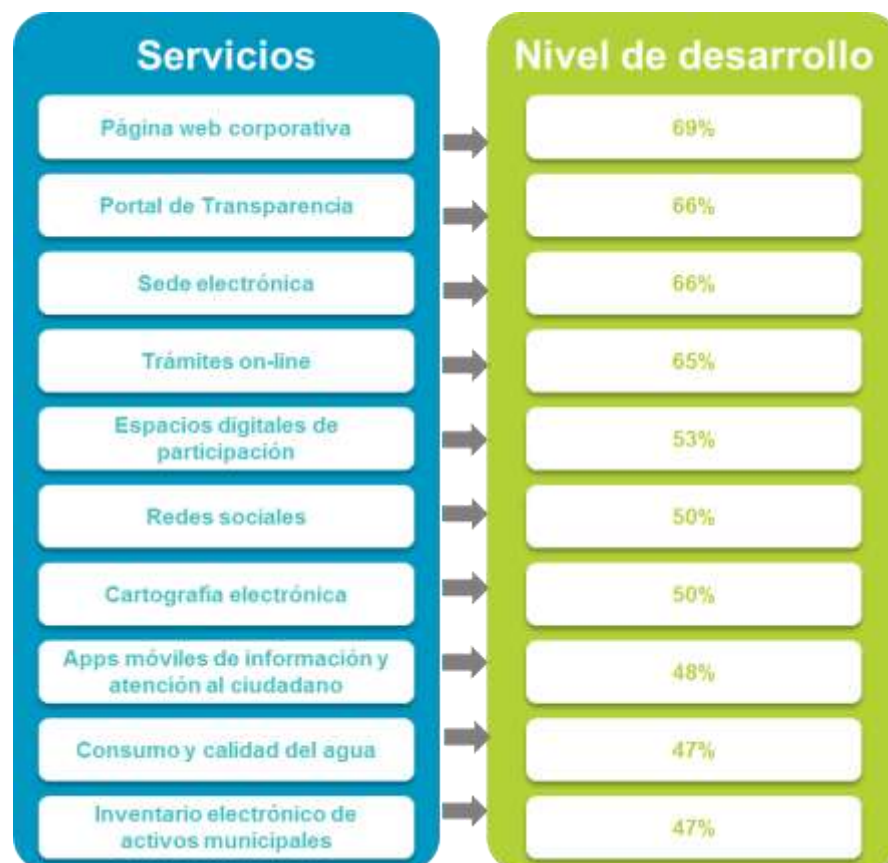 Servicios
Nivel de desarrollo
Página web corporativa
69%
Portal de Transparencia
66%
Sede electrónica
66%
Trámites on-line
65%
Espacios digitales de
participación
53%
Redes sociales
50%
Cartografía electrónica
50%
Apps móviles de información y
atención al ciudadano
48%
Consumo y calidad del agua
47%
Inventario electrónico de
activos municipales
47%